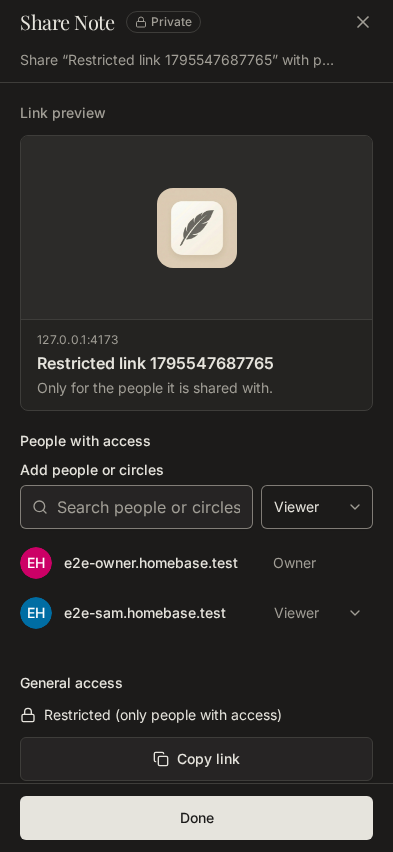 Share Note
Private
Share “Restricted link 1795547687765” with p...
Link preview
127.0.0.1:4173
Restricted link 1795547687765
Only for the people it is shared with.
People with access
Add people or circles
Search people or circles
Viewer
EH e2e-owner.homebase.test Owner
EH e2e-sam.homebase.test Viewer
General access
Restricted (only people with access)
Copy link
Done